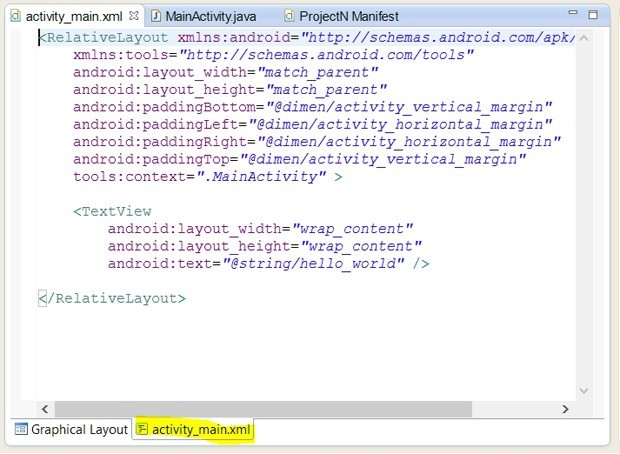 activity_main.xml MainActivity.java ProjectN Manifest
<RelativeLayout xmlns:android="http://schemas.android.com/apk/
    xmlns:tools="http://schemas.android.com/tools"
    android:layout_width="match_parent"
    android:layout_height="match_parent"
    android:paddingBottom="@dimen/activity_vertical_margin"
    android:paddingLeft="@dimen/activity_horizontal_margin"
    android:paddingRight="@dimen/activity_horizontal_margin"
    android:paddingTop="@dimen/activity_vertical_margin"
    tools:context=".MainActivity" >
    <TextView
        android:layout_width="wrap_content"
        android:layout_height="wrap_content"
        android:text="@string/hello_world" />
</RelativeLayout>
Graphical Layout activity_main.xml